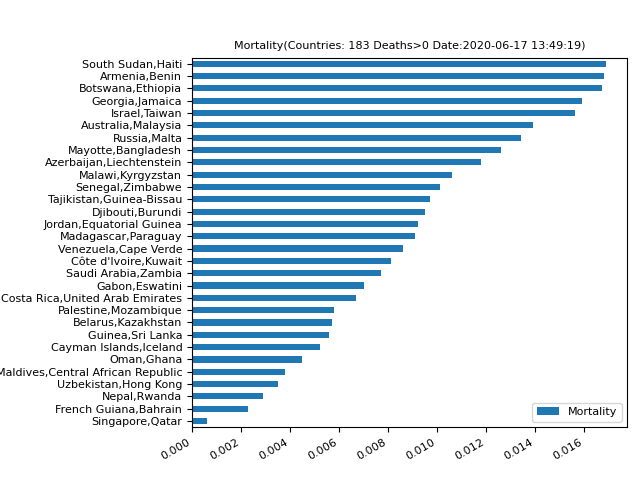 Mortality(Countries: 183 Deaths>0 Date:2020-06-17 13:49:19)
South Sudan,Haiti
Armenia,Benin
Botswana,Ethiopia
Georgia,Jamaica
Israel,Taiwan
Australia,Malaysia
Russia,Malta
Mayotte,Bangladesh
Azerbaijan,Liechtenstein
Malawi,Kyrgyzstan
Senegal,Zimbabwe
Tajikistan,Guinea-Bissau
Djibouti,Burundi
Jordan,Equatorial Guinea
Madagascar,Paraguay
Venezuela,Cape Verde
Côte d'Ivoire,Kuwait
Saudi Arabia,Zambia
Gabon,Eswatini
Costa Rica,United Arab Emirates
Palestine,Mozambique
Belarus,Kazakhstan
Guinea,Sri Lanka
Cayman Islands,Iceland
Oman,Ghana
Maldives,Central African Republic
Uzbekistan,Hong Kong
Nepal,Rwanda
French Guiana,Bahrain
Singapore,Qatar
Mortality
0.000 0.002 0.004 0.006 0.008 0.010 0.012 0.014 0.016